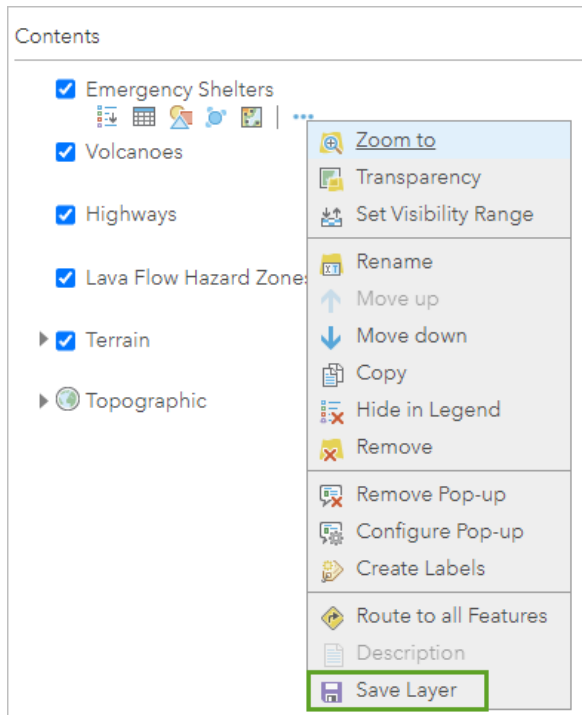 Contents
Emergency Shelters
Volcanoes
Highways
Lava Flow Hazard Zones
Terrain
Topographic
Zoom to
Transparency
Set Visibility Range
Rename
Move up
Move down
Copy
Hide in Legend
Remove
Remove Pop-up
Configure Pop-up
Create Labels
Route to all Features
Description
Save Layer